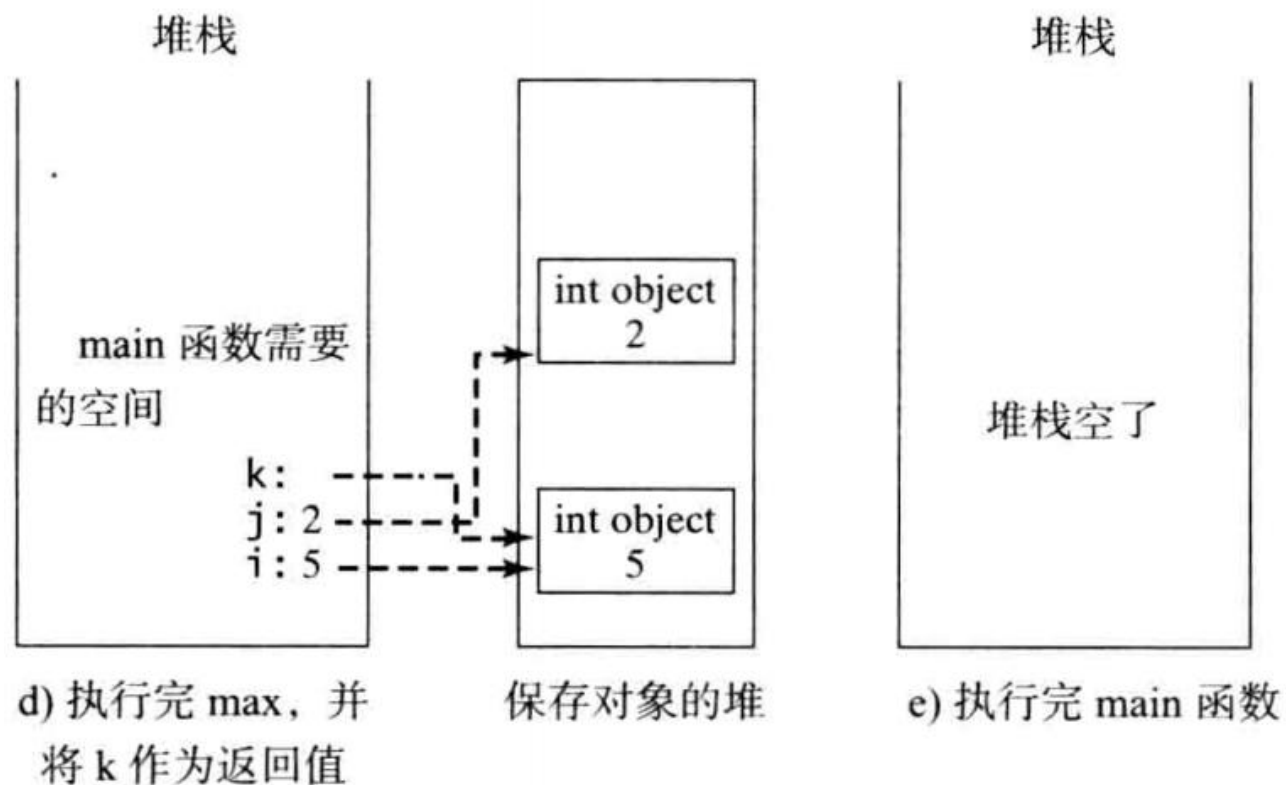 堆栈
main 函数需要
的空间
k:
j: 2
i: 5
d) 执行完 max, 并
将 k 作为返回值
int object
2
int object
5
保存对象的堆
堆栈
堆栈空了
e) 执行完 main 函数